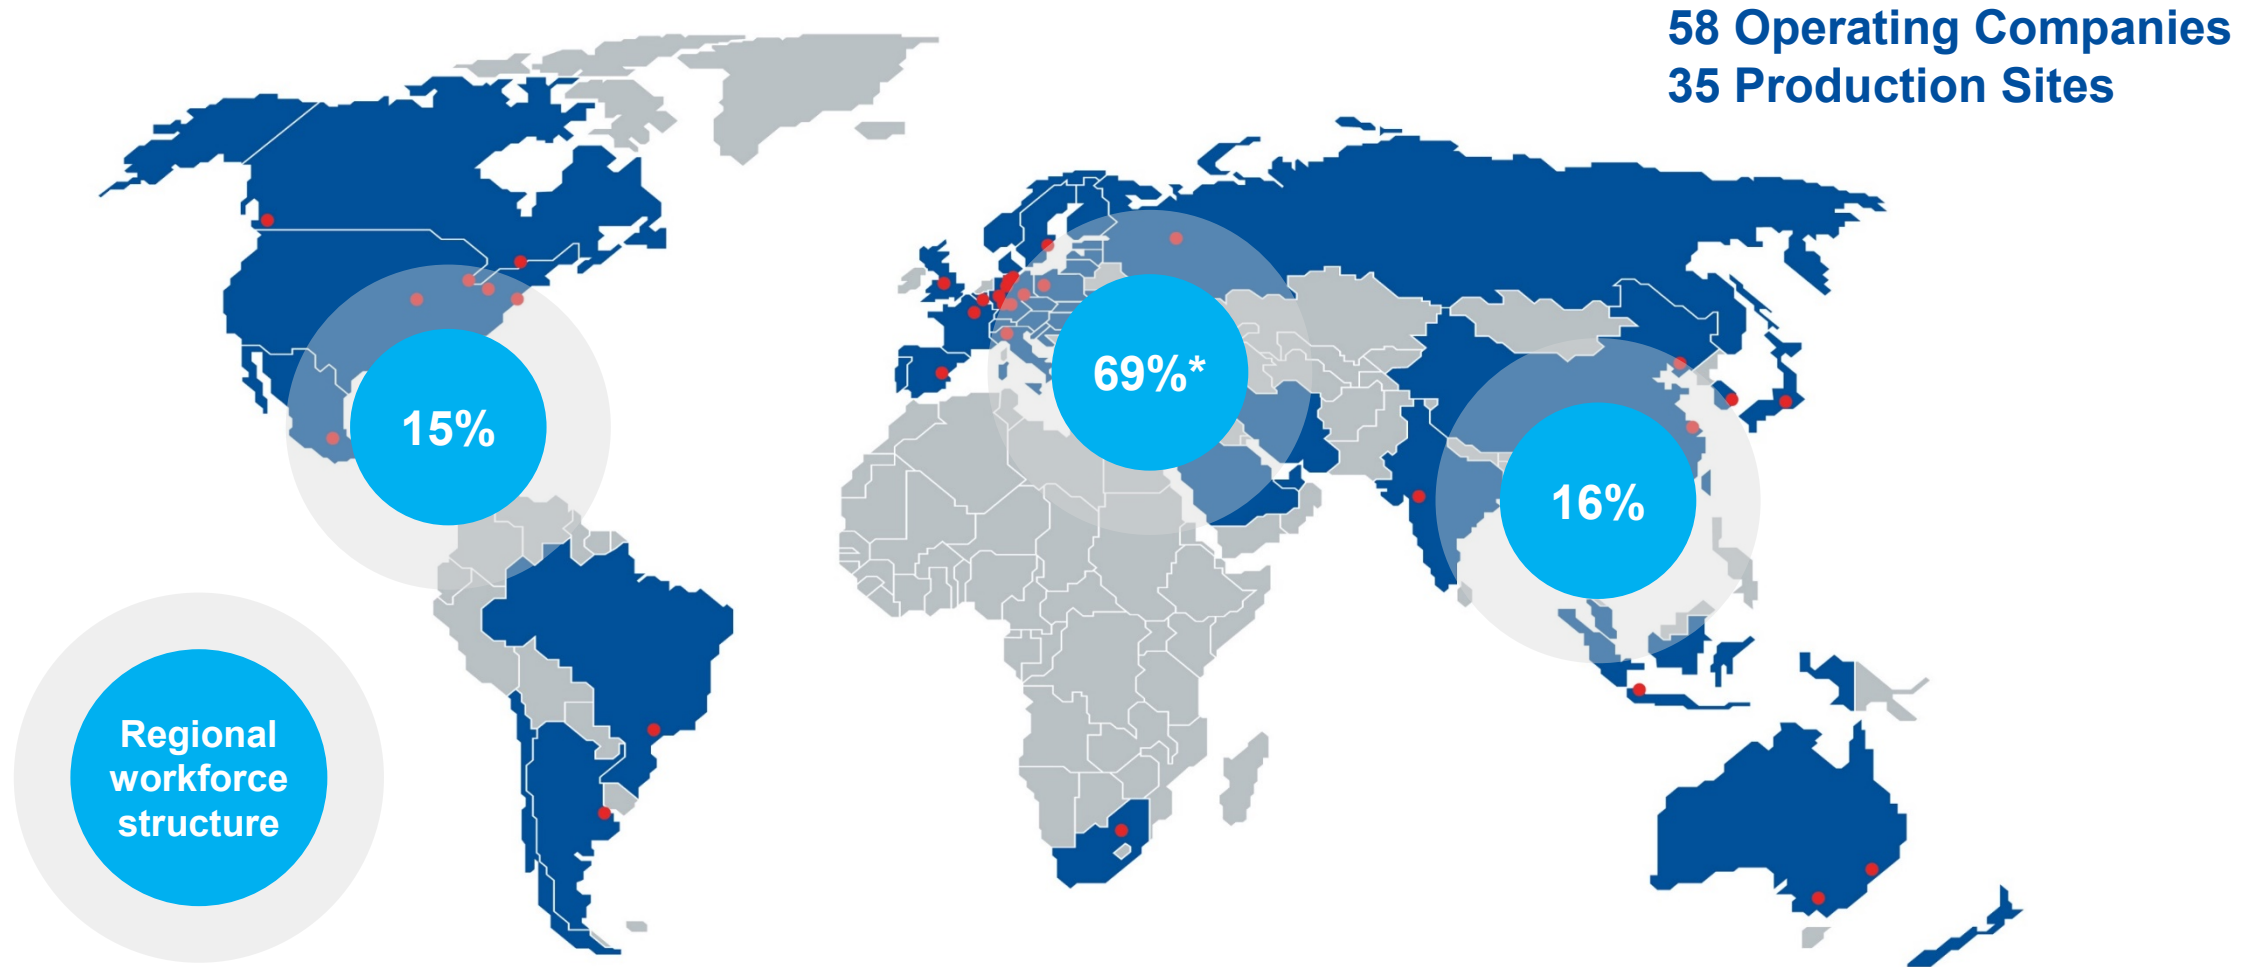 58 Operating Companies
35 Production Sites
69%*
15%
16%
Regional
workforce
structure